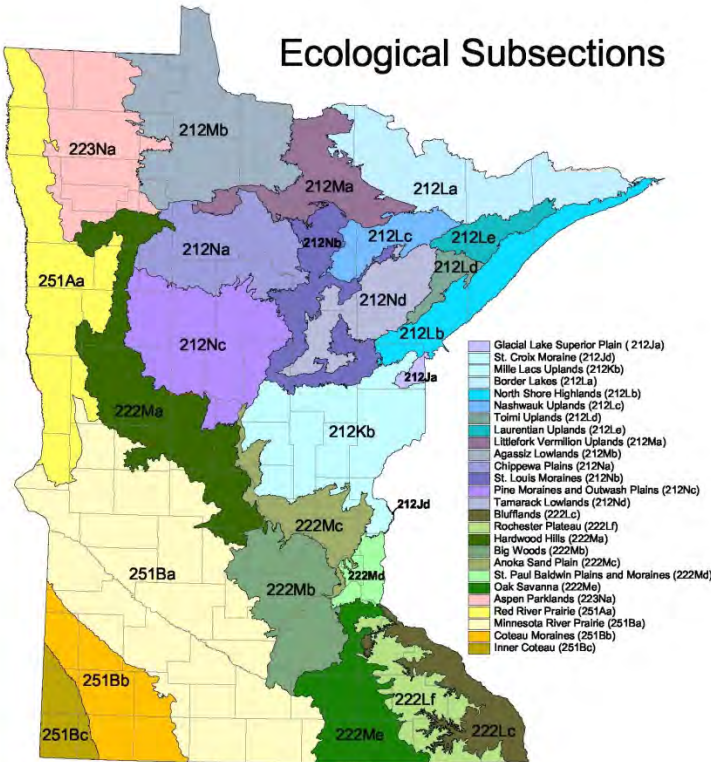 Ecological Subsections
212Mb
223Na
212Ma
212La
212Na
212Nb
212Lc
212Le
251Aa
212Ld
212Nd
212Nc
212Lb
212Ja
222Ma
212Kb
212Jd
222Mc
251Ba
222Md
222Mb
251Bb
222Lf
251Bc
222Me
222Lc
Glacial Lake Superior Plain ( 212Ja)
St. Croix Moraine (212Jd)
Mille Lacs Uplands (212Kb)
Border Lakes (212La)
North Shore Highlands (212Lb)
Nashwauk Uplands (212Lc)
Toimi Uplands (212Ld)
Laurentian Uplands (212Le)
Littlefork Vermilion Uplands (212Ma)
Agassiz Lowlands (212Mb)
Chippewa Plains (212Na)
St. Louis Moraines (212Nb)
Pine Moraines and Outwash Plains (212Nc)
Tamarack Lowlands (212Nd)
Blufflands (222Lc)
Rochester Plateau (222Lf)
Hardwood Hills (222Ma)
Big Woods (222Mb)
Anoka Sand Plain (222Mc)
St. Paul Baldwin Plains and Moraines (222Md)
Oak Savanna (222Me)
Aspen Parklands (223Na)
Red River Prairie (251Aa)
Minnesota River Prairie (251Ba)
Coteau Moraines (251Bb)
Inner Coteau (251Bc)